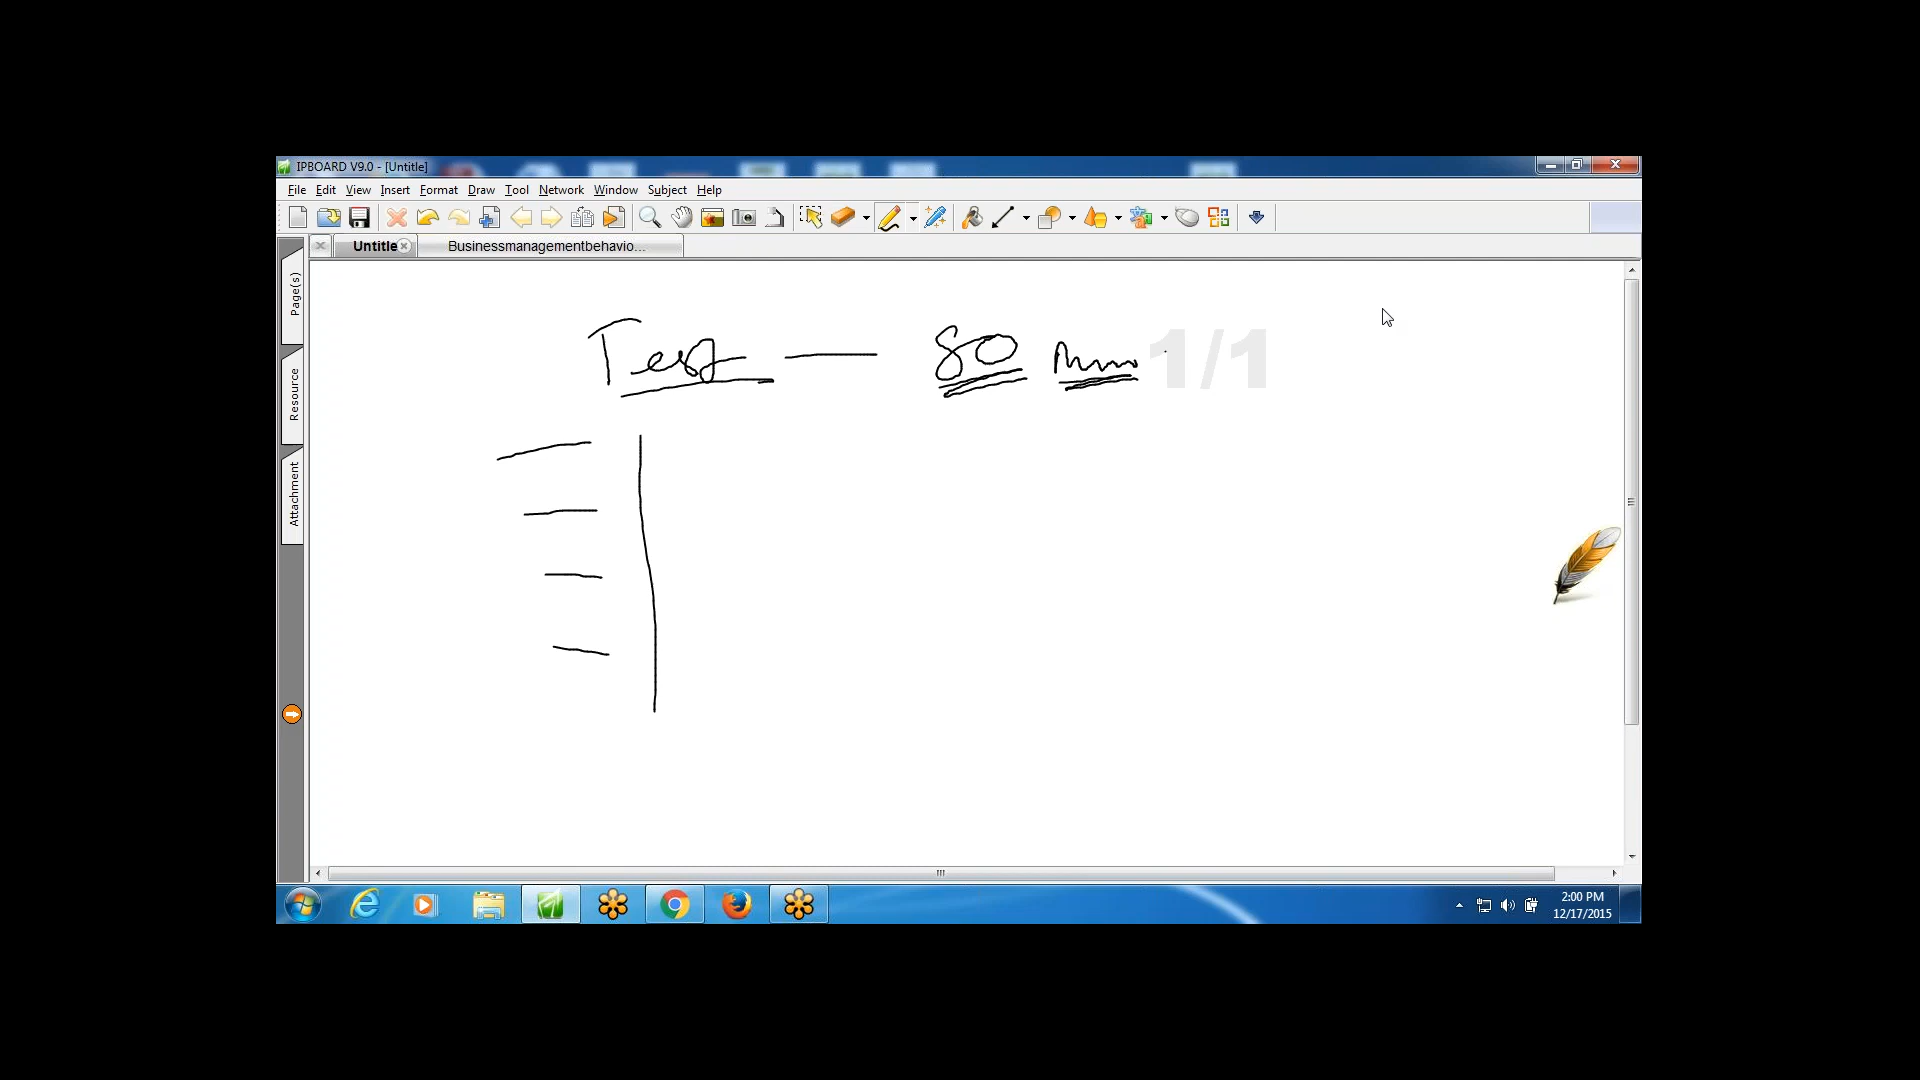 IPBOARD V9.0 - [Untitle]
File Edit View Insert Format Draw Tool Network Window Subject Help
Untitle Businessmanagementbehavio...
Page(s)
Resource
Attachment
Test — 80 Min
1/1
2:00 PM
12/17/2015